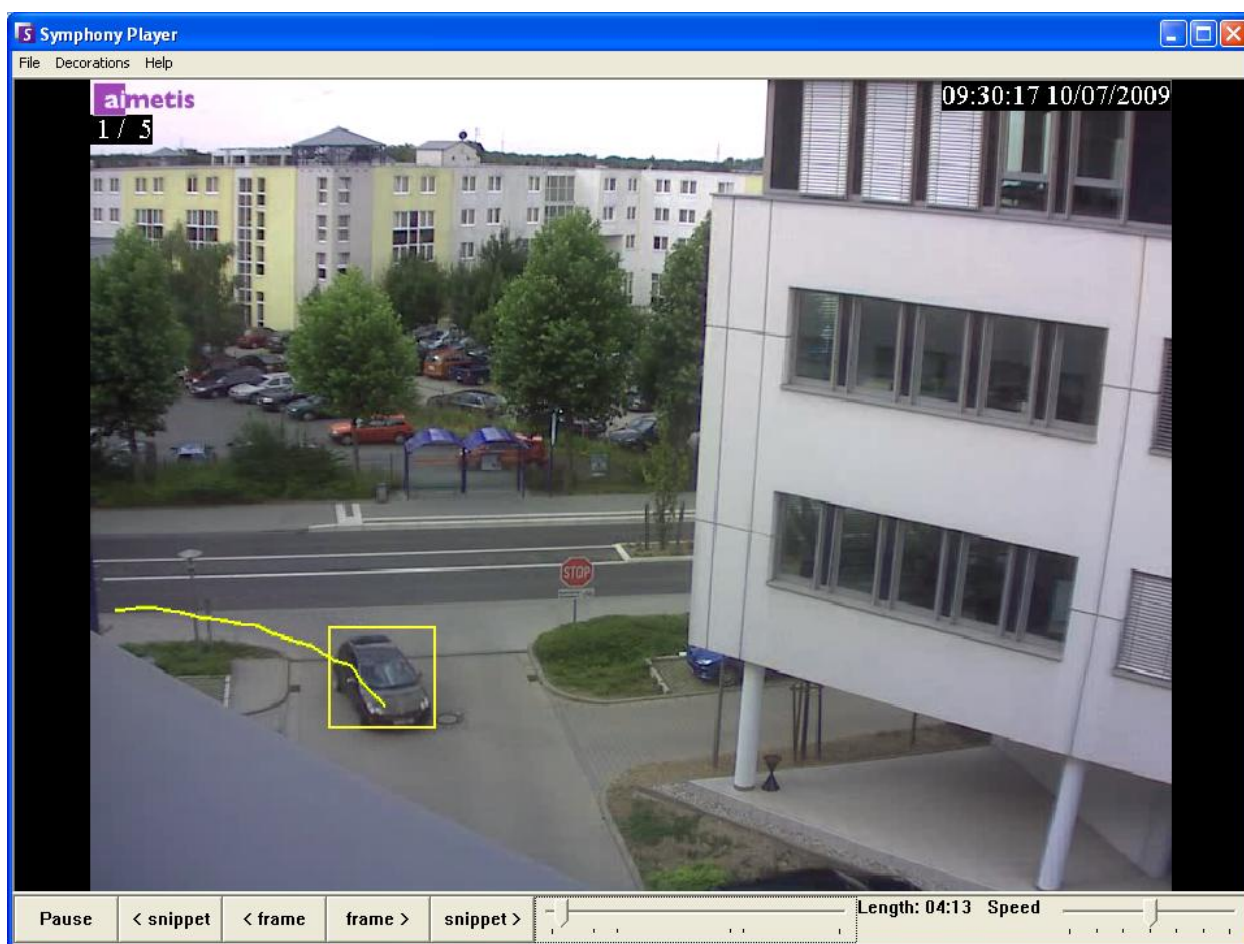 Symphony Player
File Decorations Help
aimetis
09:30:17 10/07/2009
1 / 5
STOP
Pause < snippet < frame frame > snippet > Length: 04:13 Speed